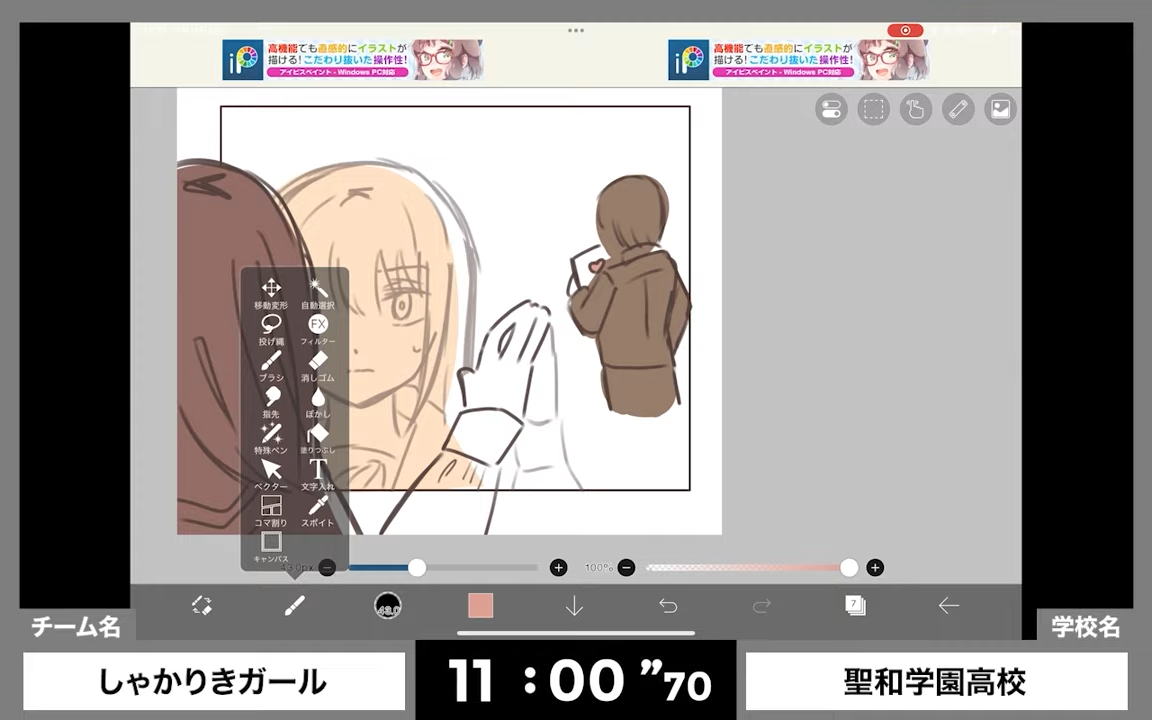 高機能でも直感的にイラストが
描ける!こだわり抜いた操作性!
アイビスペイント - Windows PC対応
高機能でも直感的にイラストが
描ける!こだわり抜いた操作性!
アイビスペイント - Windows PC対応
移動変形 自動選択
FX
投げ縄 フィルター
ブラシ 消しゴム
指先 ぼかし
特殊ペン 塗りつぶし
T
ベクター 文字入れ
コマ割り スポイト
キャンバス
100%
43.0
7
チーム名
学校名
しゃかりきガール
11:00"70
聖和学園高校